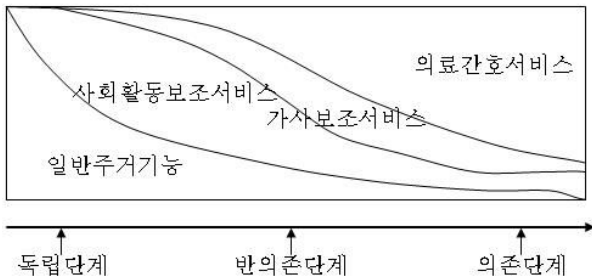 의료간호서비스
사회활동보조서비스
가사보조서비스
일반주거기능
독립단계 반의존단계 의존단계